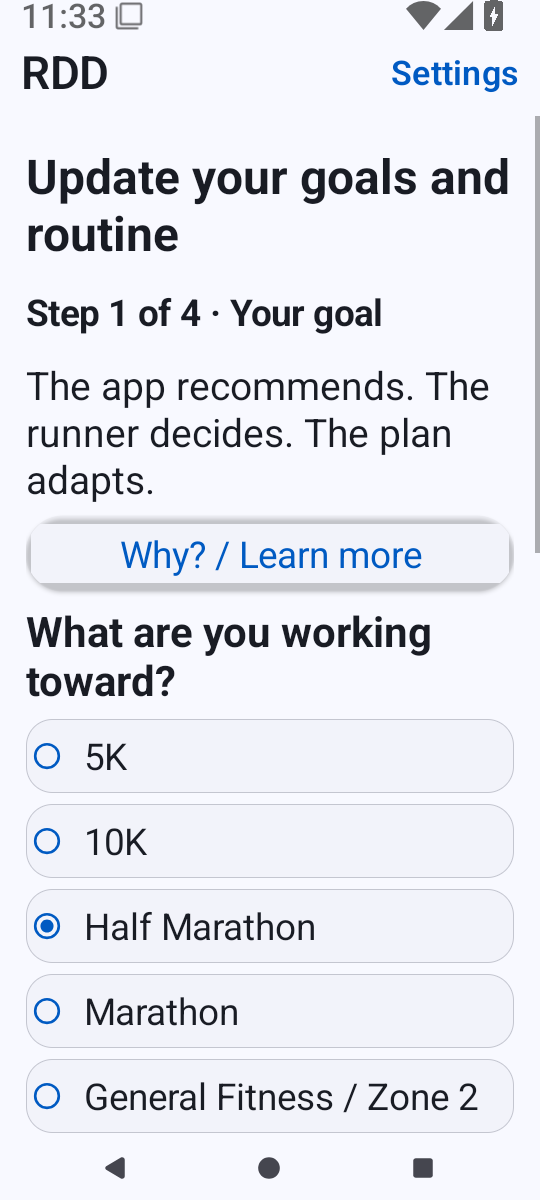 11:33
RDD
Settings
Update your goals and
routine
Step 1 of 4 · Your goal
The app recommends. The
runner decides. The plan
adapts.
Why? / Learn more
What are you working
toward?
5K
10K
Half Marathon
Marathon
General Fitness / Zone 2